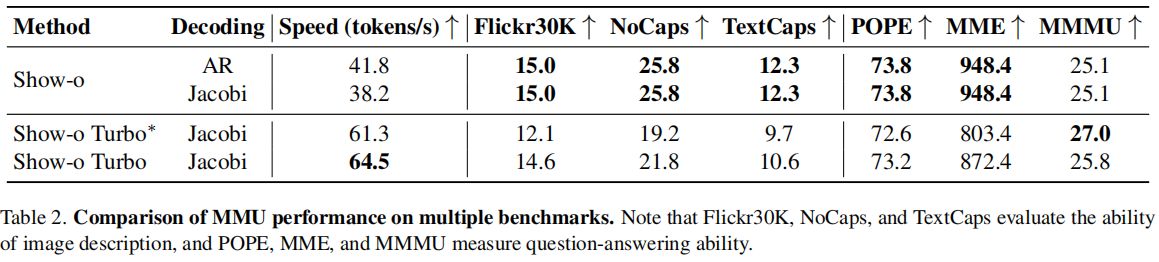 Method Decoding Speed (tokens/s) ↑ Flickr30K ↑ NoCaps ↑ TextCaps ↑ POPE ↑ MME ↑ MMMU ↑
Show-o AR 41.8 15.0 25.8 12.3 73.8 948.4 25.1
Jacobi 38.2 15.0 25.8 12.3 73.8 948.4 25.1
Show-o Turbo* Jacobi 61.3 12.1 19.2 9.7 72.6 803.4 27.0
Show-o Turbo Jacobi 64.5 14.6 21.8 10.6 73.2 872.4 25.8
Table 2. Comparison of MMU performance on multiple benchmarks. Note that Flickr30K, NoCaps, and TextCaps evaluate the ability
of image description, and POPE, MME, and MMMU measure question-answering ability.